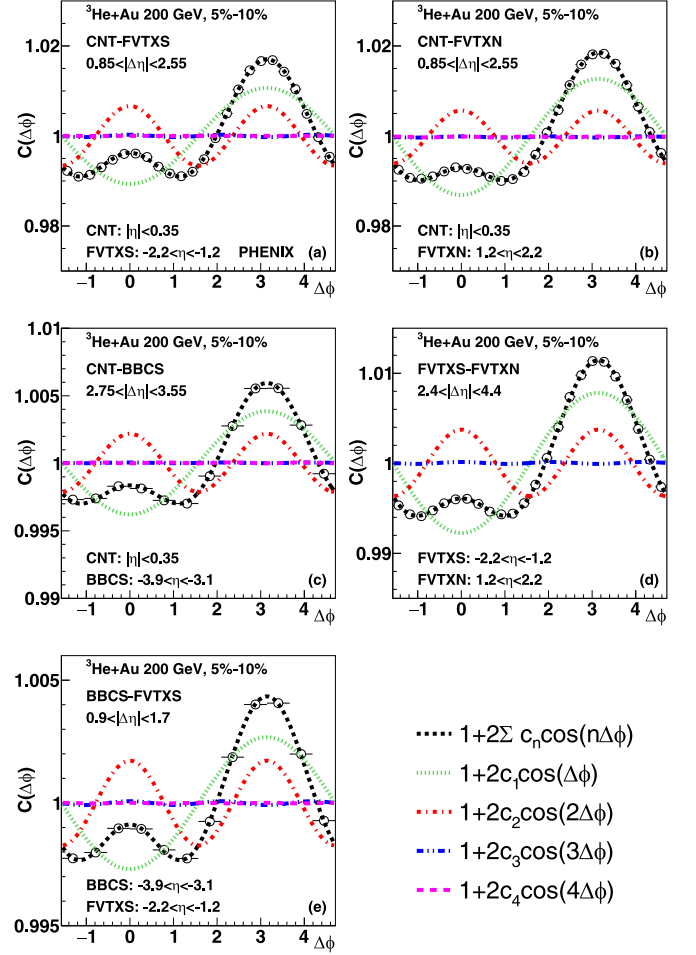 ³He+Au 200 GeV, 5%-10%
CNT-FVTXS
0.85<|Δη|<2.55
C(Δϕ)
1.02
1
0.98
CNT: |η|<0.35
FVTXS: -2.2<η<-1.2 PHENIX (a)
−1 0 1 2 3 4 Δϕ
³He+Au 200 GeV, 5%-10%
CNT-FVTXN
0.85<|Δη|<2.55
C(Δϕ)
1.02
1
0.98
CNT: |η|<0.35
FVTXN: 1.2<η<2.2 (b)
−1 0 1 2 3 4 Δϕ
³He+Au 200 GeV, 5%-10%
CNT-BBCS
2.75<|Δη|<3.55
C(Δϕ)
1.01
1.005
1
0.995
0.99
CNT: |η|<0.35
BBCS: -3.9<η<-3.1 (c)
−1 0 1 2 3 4 Δϕ
³He+Au 200 GeV, 5%-10%
FVTXS-FVTXN
2.4<|Δη|<4.4
C(Δϕ)
1.01
1
0.99
FVTXS: -2.2<η<-1.2
FVTXN: 1.2<η<2.2 (d)
−1 0 1 2 3 4 Δϕ
³He+Au 200 GeV, 5%-10%
BBCS-FVTXS
0.9<|Δη|<1.7
C(Δϕ)
1.005
1
0.995
BBCS: -3.9<η<-3.1
FVTXS: -2.2<η<-1.2 (e)
−1 0 1 2 3 4 Δϕ
1+2Σ cₙcos(nΔϕ)
1+2c₁cos(Δϕ)
1+2c₂cos(2Δϕ)
1+2c₃cos(3Δϕ)
1+2c₄cos(4Δϕ)